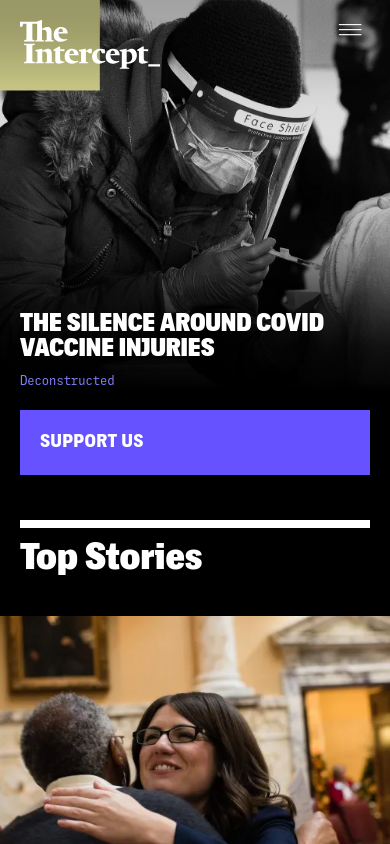 The
Intercept_
Face Shield
THE SILENCE AROUND COVID
VACCINE INJURIES
Deconstructed
SUPPORT US
Top Stories